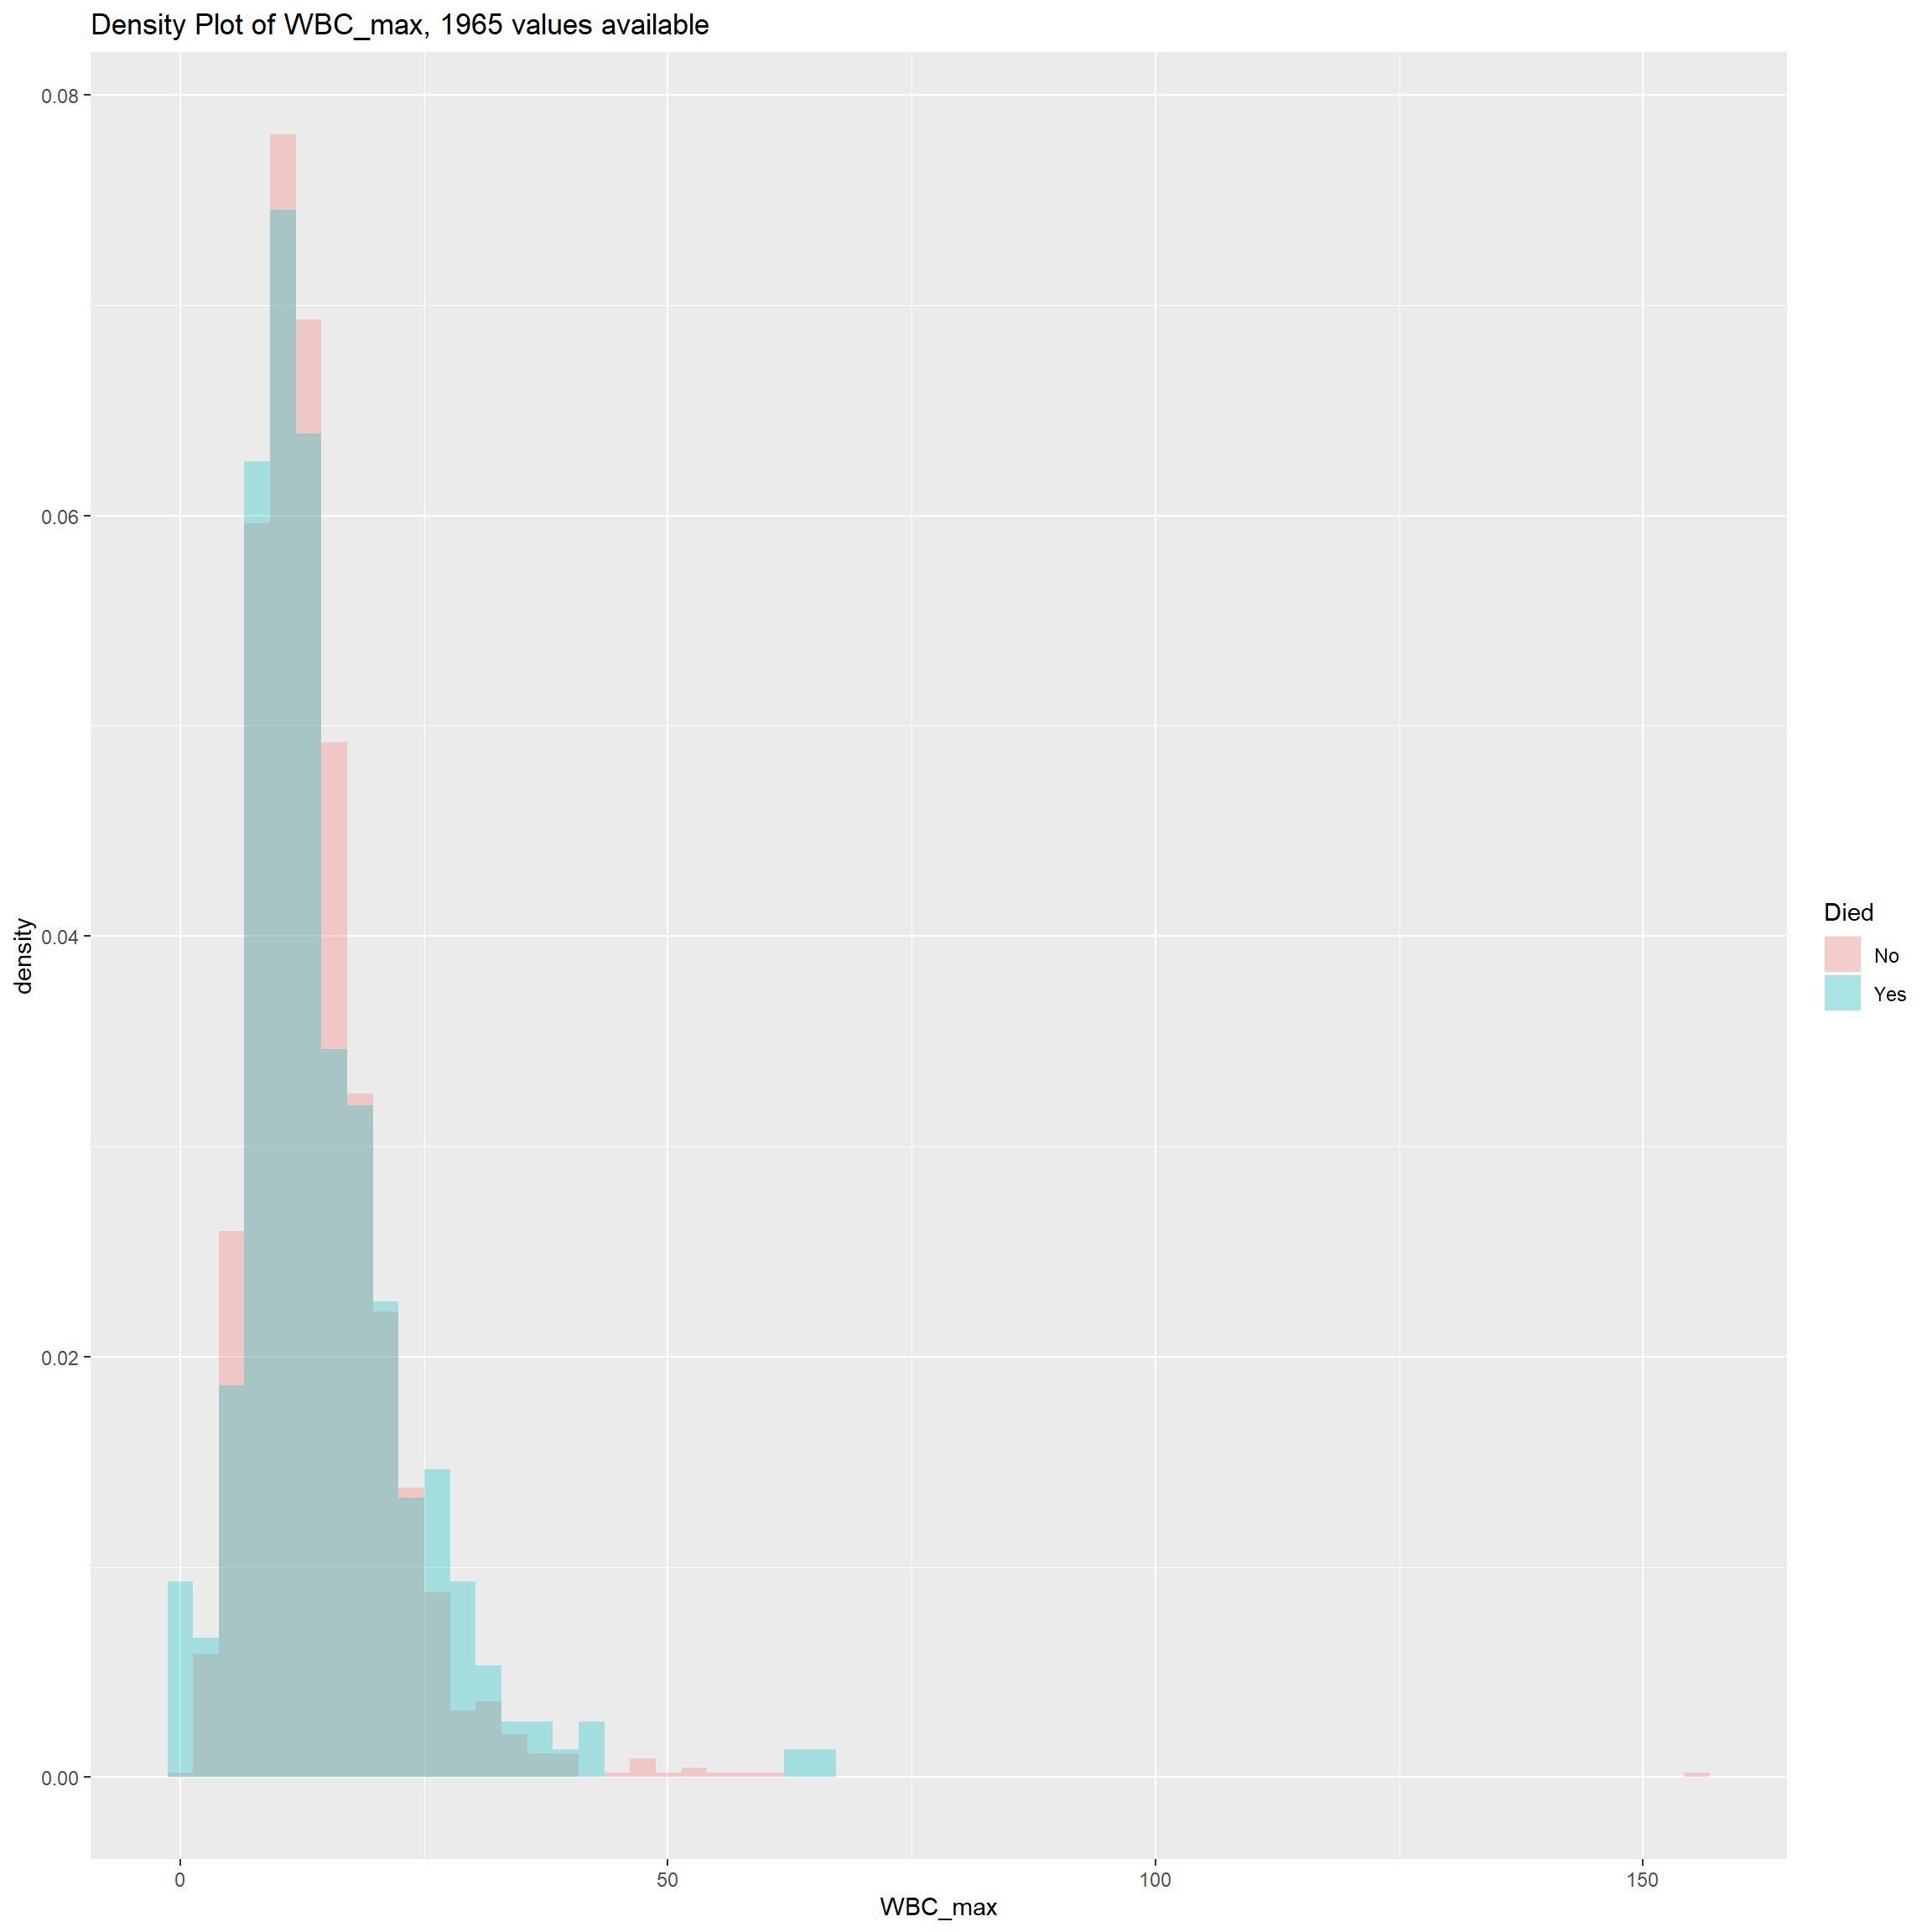 Density Plot of WBC_max, 1965 values available
0.08
0.06
0.04
0.02
0.00
density
0
50
100
150
WBC_max
Died
No
Yes